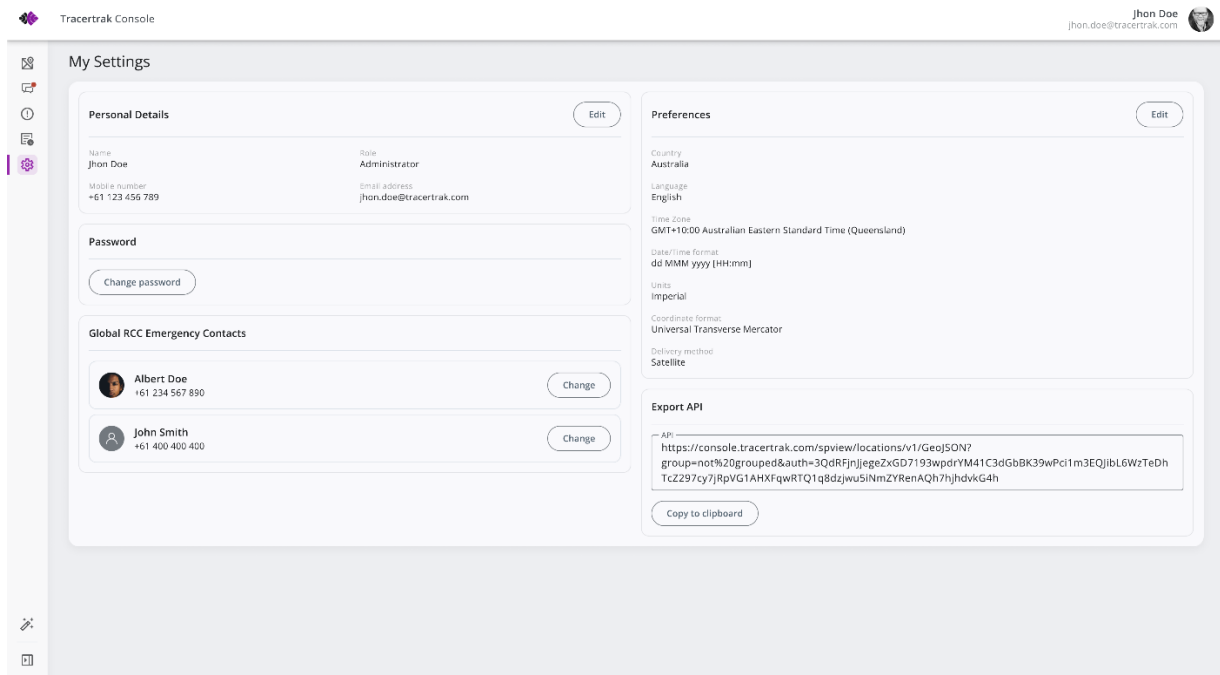 Tracertrak Console
Jhon Doe
jhon.doe@tracertrak.com
My Settings
Personal Details
Edit
Name
Jhon Doe
Role
Administrator
Mobile number
+61 123 456 789
Email address
jhon.doe@tracertrak.com
Password
Change password
Global RCC Emergency Contacts
Albert Doe
+61 234 567 890
Change
John Smith
+61 400 400 400
Change
Preferences
Edit
Country
Australia
Language
English
Time Zone
GMT+10:00 Australian Eastern Standard Time (Queensland)
Date/Time format
dd MMM yyyy [HH:mm]
Units
Imperial
Coordinate format
Universal Transverse Mercator
Delivery method
Satellite
Export API
API
https://console.tracertrak.com/spview/locations/v1/GeoJSON?
group=not%20grouped&auth=3QdRFjnJjegeZxGD7193wpdrYM41C3dGbBK39wPci1m3EQJibL6WzTeDh
TcZ297cy7jRpVG1AHXFqwRTQ1q8dzjwu5iNmZYRenAQh7hjhdvkG4h
Copy to clipboard